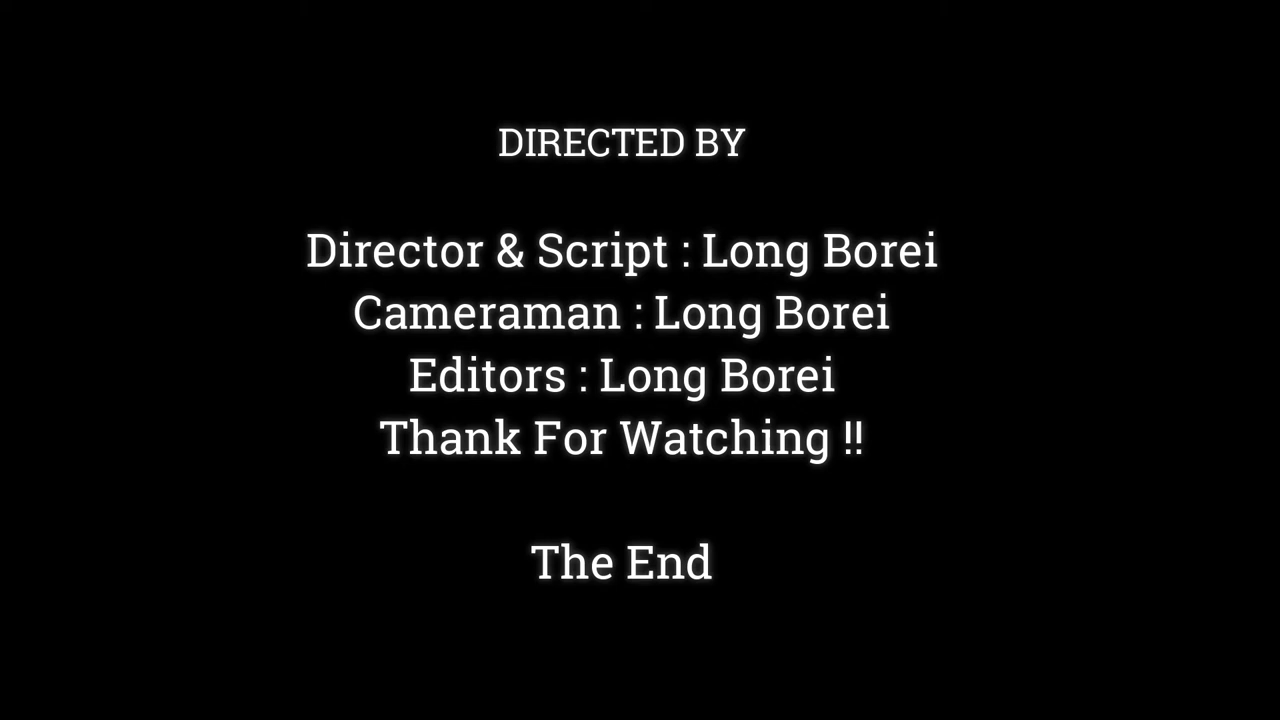 DIRECTED BY
Director & Script : Long Borei
Cameraman : Long Borei
Editors : Long Borei
Thank For Watching !!
The End